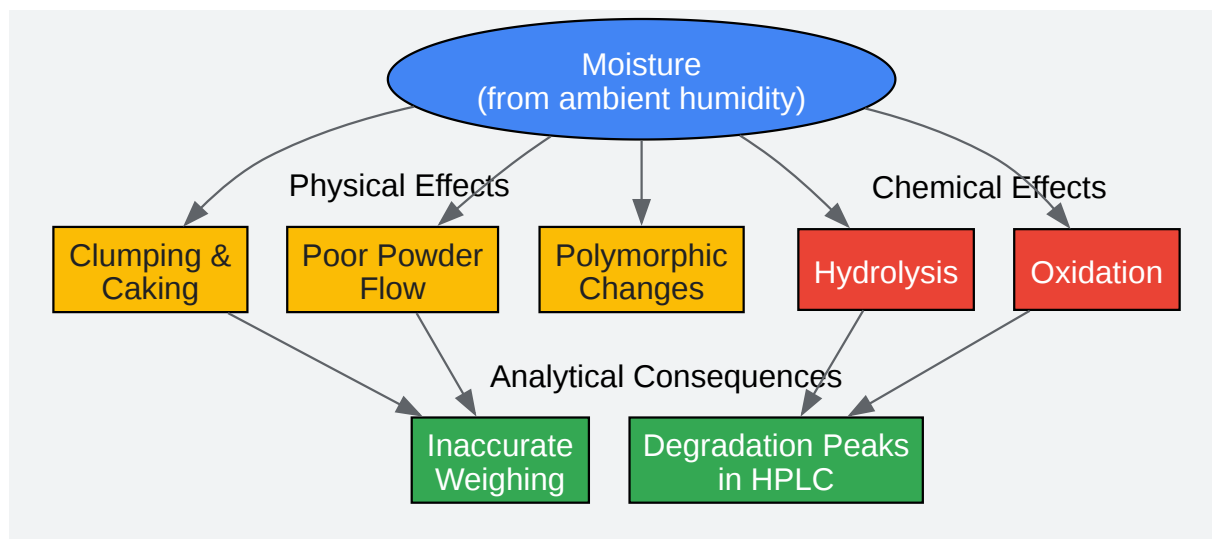 Moisture
(from ambient humidity)
Physical Effects
Chemical Effects
Clumping &
Caking
Poor Powder
Flow
Polymorphic
Changes
Hydrolysis
Oxidation
Analytical Consequences
Inaccurate
Weighing
Degradation Peaks
in HPLC